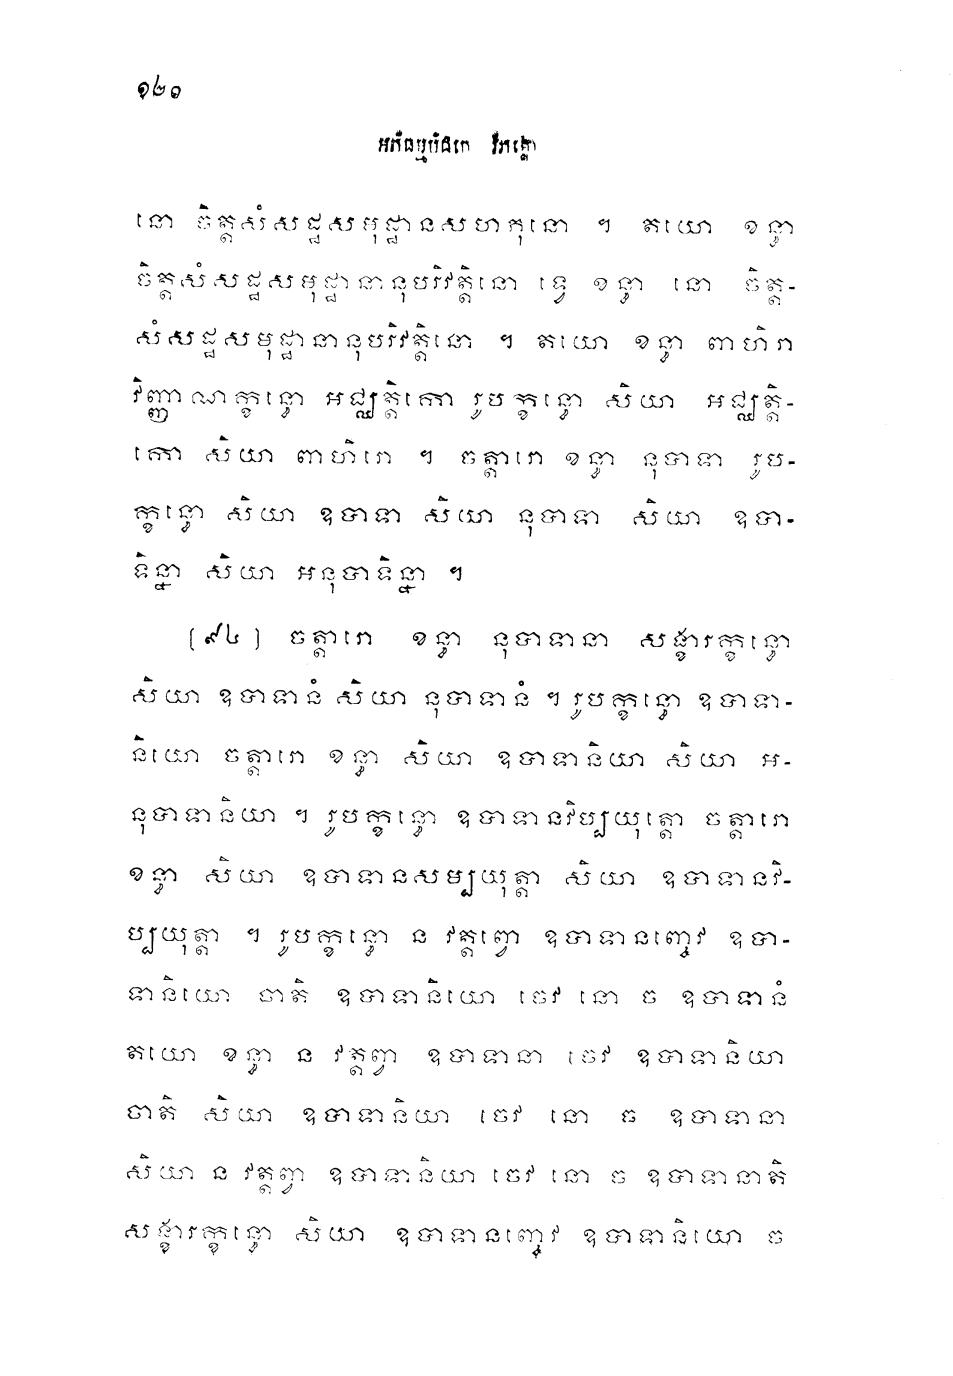 ១២០
អភិធម្មបិដកេ វិភង្គោ
នោ ចិត្តសំសដ្ឋសមុដ្ឋានសហភុនោ ។ តយោ ខន្ធា
ចិត្តសំសដ្ឋសមុដ្ឋានានុបរិវត្តិនោ ទ្វេ ខន្ធា នោ ចិត្ត-
សំសដ្ឋសមុដ្ឋានានុបរិវត្តិនោ ។ តយោ ខន្ធា ពាហិរា
វិញ្ញាណក្ខន្ធោ អជ្ឈត្តិកោ រូបក្ខន្ធោ សិយា អជ្ឈត្តិ-
កោ សិយា ពាហិរោ ។ ចត្តារោ ខន្ធា នុបាទា រូប-
ក្ខន្ធោ សិយា ឧបាទា សិយា នុបាទា សិយា ឧបា-
ទិន្នា សិយា អនុបាទិន្នា ។
(៩៤) ចត្តារោ ខន្ធា នុបាទានា សង្ខារក្ខន្ធោ
សិយា ឧបាទានំ សិយា នុបាទានំ ។ រូបក្ខន្ធោ ឧបាទា-
និយោ ចត្តារោ ខន្ធា សិយា ឧបាទានិយា សិយា អ-
នុបាទានិយា ។ រូបក្ខន្ធោ ឧបាទានវិប្បយុត្តោ ចត្តារោ
ខន្ធា សិយា ឧបាទានសម្បយុត្តា សិយា ឧបាទានវិ-
ប្បយុត្តា ។ រូបក្ខន្ធោ ន វត្តព្វោ ឧបាទានញ្ចេវ ឧបា-
ទានិយោ ចាតិ ឧបាទានិយោ ចេវ នោ ច ឧបាទានំ
តយោ ខន្ធា ន វត្តព្វា ឧបាទានា ចេវ ឧបាទានិយា
ចាតិ សិយា ឧបាទានិយា ចេវ នោ ច ឧបាទានា
សិយា ន វត្តព្វា ឧបាទានិយា ចេវ នោ ច ឧបាទានាតិ
សង្ខារក្ខន្ធោ សិយា ឧបាទានញ្ចេវ ឧបាទានិយោ ច